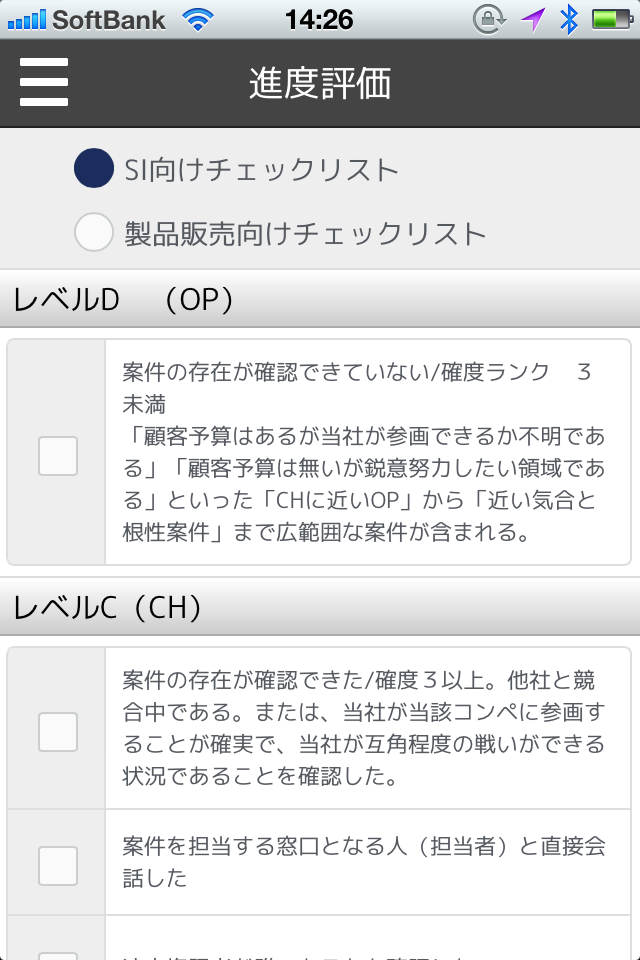 SoftBank 14:26
進度評価
SI向けチェックリスト
製品販売向けチェックリスト
レベルD　（OP）
案件の存在が確認できていない/確度ランク　３
未満
「顧客予算はあるが当社が参画できるか不明であ
る」「顧客予算は無いが鋭意努力したい領域であ
る」といった「CHに近いOP」から「近い気合と
根性案件」まで広範囲な案件が含まれる。
レベルC（CH）
案件の存在が確認できた/確度３以上。他社と競
合中である。または、当社が当該コンペに参画す
ることが確実で、当社が互角程度の戦いができる
状況であることを確認した。
案件を担当する窓口となる人（担当者）と直接会
話した